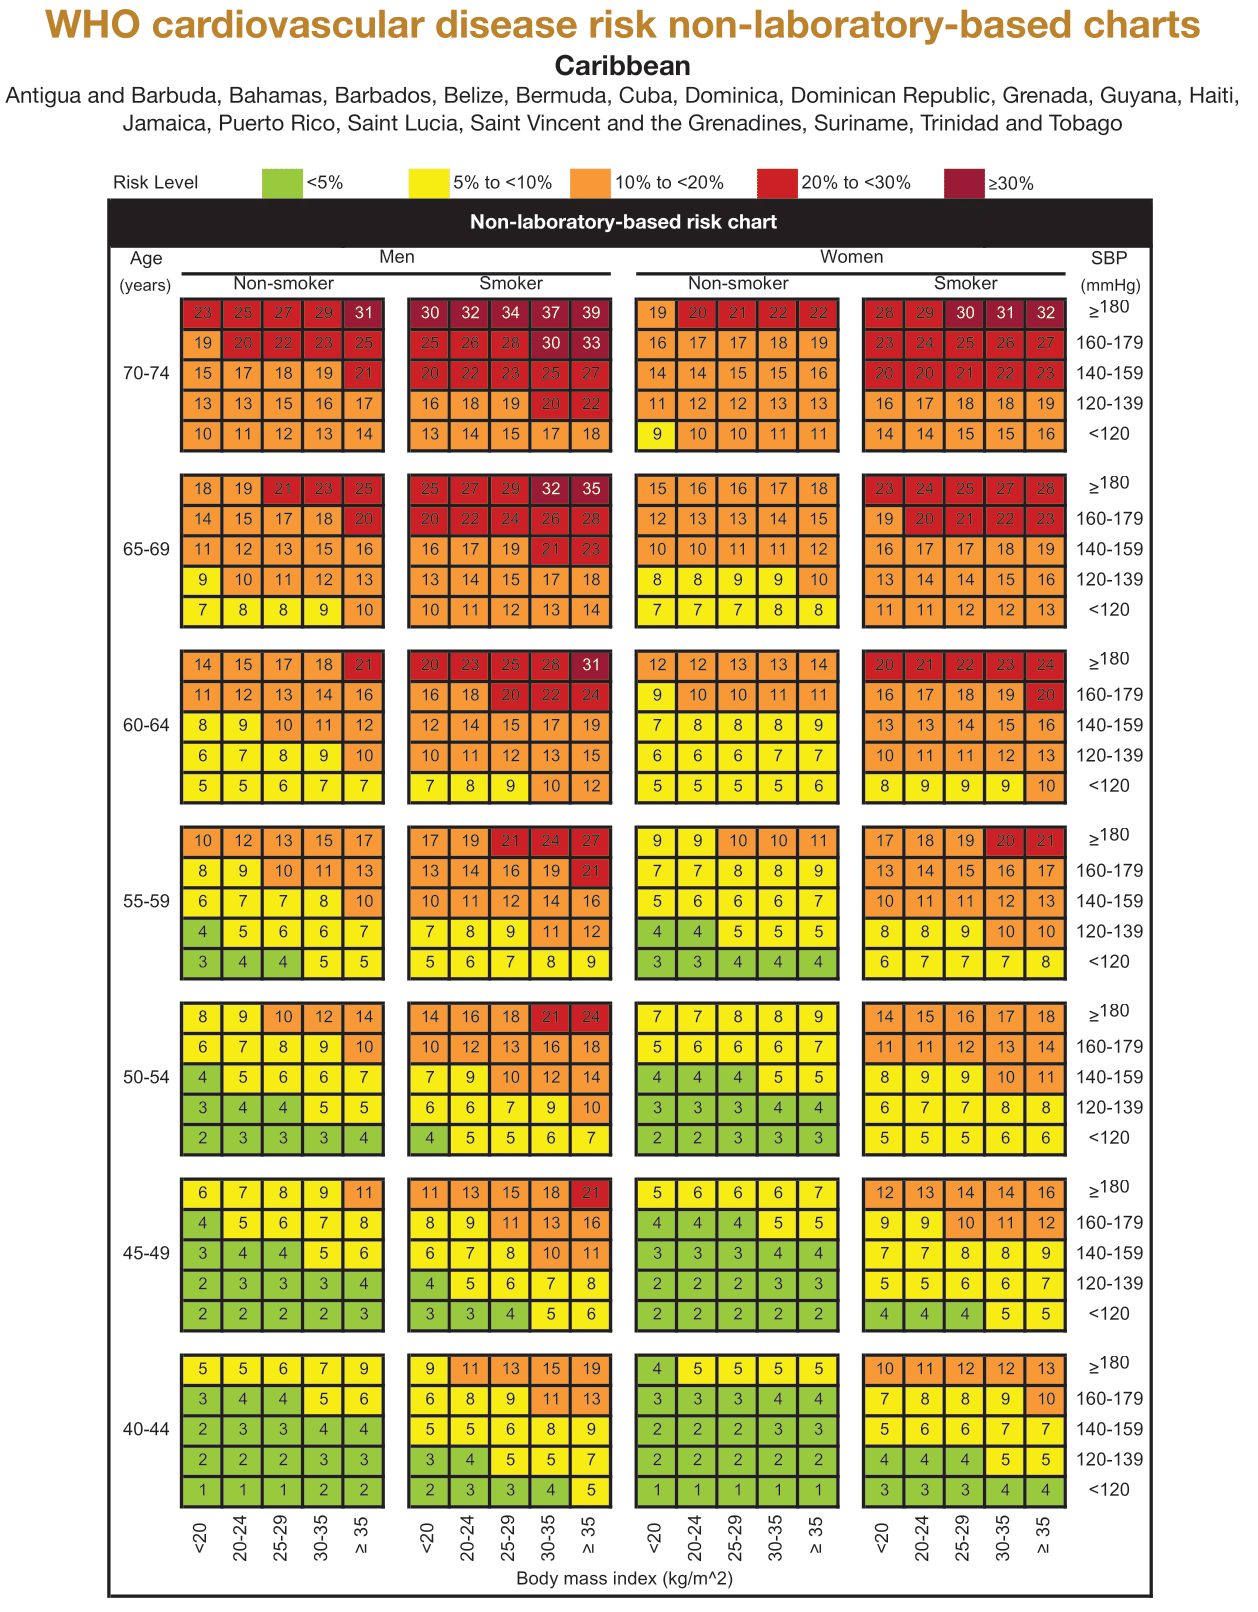 WHO cardiovascular disease risk non-laboratory-based charts
Caribbean
Antigua and Barbuda, Bahamas, Barbados, Belize, Bermuda, Cuba, Dominica, Dominican Republic, Grenada, Guyana, Haiti,
Jamaica, Puerto Rico, Saint Lucia, Saint Vincent and the Grenadines, Suriname, Trinidad and Tobago
Risk Level <5% 5% to <10% 10% to <20% 20% to <30% ≥30%
Non-laboratory-based risk chart
Age Men Women SBP
(years) Non-smoker Smoker Non-smoker Smoker (mmHg)
23 25 27 29 31 30 32 34 37 39 19 20 21 22 22 28 29 30 31 32 ≥180
19 20 22 23 25 25 26 28 30 33 16 17 17 18 19 23 24 25 26 27 160-179
70-74 15 17 18 19 21 20 22 23 25 27 14 14 15 15 16 20 20 21 22 23 140-159
13 13 15 16 17 16 18 19 20 22 11 12 12 13 13 16 17 18 18 19 120-139
10 11 12 13 14 13 14 15 17 18 9 10 10 11 11 14 14 15 15 16 <120
18 19 21 23 25 25 27 29 32 35 15 16 16 17 18 23 24 25 27 28 ≥180
14 15 17 18 20 20 22 24 26 28 12 13 13 14 15 19 20 21 22 23 160-179
65-69 11 12 13 15 16 16 17 19 21 23 10 10 11 11 12 16 17 17 18 19 140-159
9 10 11 12 13 13 14 15 17 18 8 8 9 9 10 13 14 14 15 16 120-139
7 8 8 9 10 10 11 12 13 14 7 7 7 8 8 11 11 12 12 13 <120
14 15 17 18 21 20 23 25 28 31 12 12 13 13 14 20 21 22 23 24 ≥180
11 12 13 14 16 16 18 20 22 24 9 10 10 11 11 16 17 18 19 20 160-179
60-64 8 9 10 11 12 12 14 15 17 19 7 8 8 8 9 13 13 14 15 16 140-159
6 7 8 9 10 10 11 12 13 15 6 6 6 7 7 10 11 11 12 13 120-139
5 5 6 7 7 7 8 9 10 12 5 5 5 5 6 8 9 9 9 10 <120
10 12 13 15 17 17 19 21 24 27 9 9 10 10 11 17 18 19 20 21 ≥180
8 9 10 11 13 13 14 16 19 21 7 7 8 8 9 13 14 15 16 17 160-179
55-59 6 7 7 8 10 10 11 12 14 16 5 6 6 6 7 10 11 11 12 13 140-159
4 5 6 6 7 7 8 9 11 12 4 4 5 5 5 8 8 9 10 10 120-139
3 4 4 5 5 5 6 7 8 9 3 3 4 4 4 6 7 7 7 8 <120
8 9 10 12 14 14 16 18 21 24 7 7 8 8 9 14 15 16 17 18 ≥180
6 7 8 9 10 10 12 13 16 18 5 6 6 6 7 11 11 12 13 14 160-179
50-54 4 5 6 6 7 7 9 10 12 14 4 4 4 5 5 8 9 9 10 11 140-159
3 4 4 5 5 6 6 7 9 10 3 3 3 4 4 6 7 7 8 8 120-139
2 3 3 3 4 4 5 5 6 7 2 2 3 3 3 5 5 5 6 6 <120
6 7 8 9 11 11 13 15 18 21 5 6 6 6 7 12 13 14 14 16 ≥180
4 5 6 7 8 8 9 11 13 16 4 4 4 5 5 9 9 10 11 12 160-179
45-49 3 4 4 5 6 6 7 8 10 11 3 3 3 4 4 7 7 8 8 9 140-159
2 3 3 3 4 4 5 6 7 8 2 2 2 3 3 5 5 6 6 7 120-139
2 2 2 2 3 3 3 4 5 6 2 2 2 2 2 4 4 4 5 5 <120
5 5 6 7 9 9 11 13 15 19 4 5 5 5 5 10 11 12 12 13 ≥180
3 4 4 5 6 6 8 9 11 13 3 3 3 4 4 7 8 8 9 10 160-179
40-44 2 3 3 4 4 5 5 6 8 9 2 2 2 3 3 5 6 6 7 7 140-159
2 2 2 3 3 3 4 5 5 7 2 2 2 2 2 4 4 4 5 5 120-139
1 1 1 2 2 2 3 3 4 5 1 1 1 1 1 3 3 3 4 4 <120
<20 20-24 25-29 30-35 ≥ 35 <20 20-24 25-29 30-35 ≥ 35 <20 20-24 25-29 30-35 ≥ 35 <20 20-24 25-29 30-35 ≥ 35
Body mass index (kg/m^2)